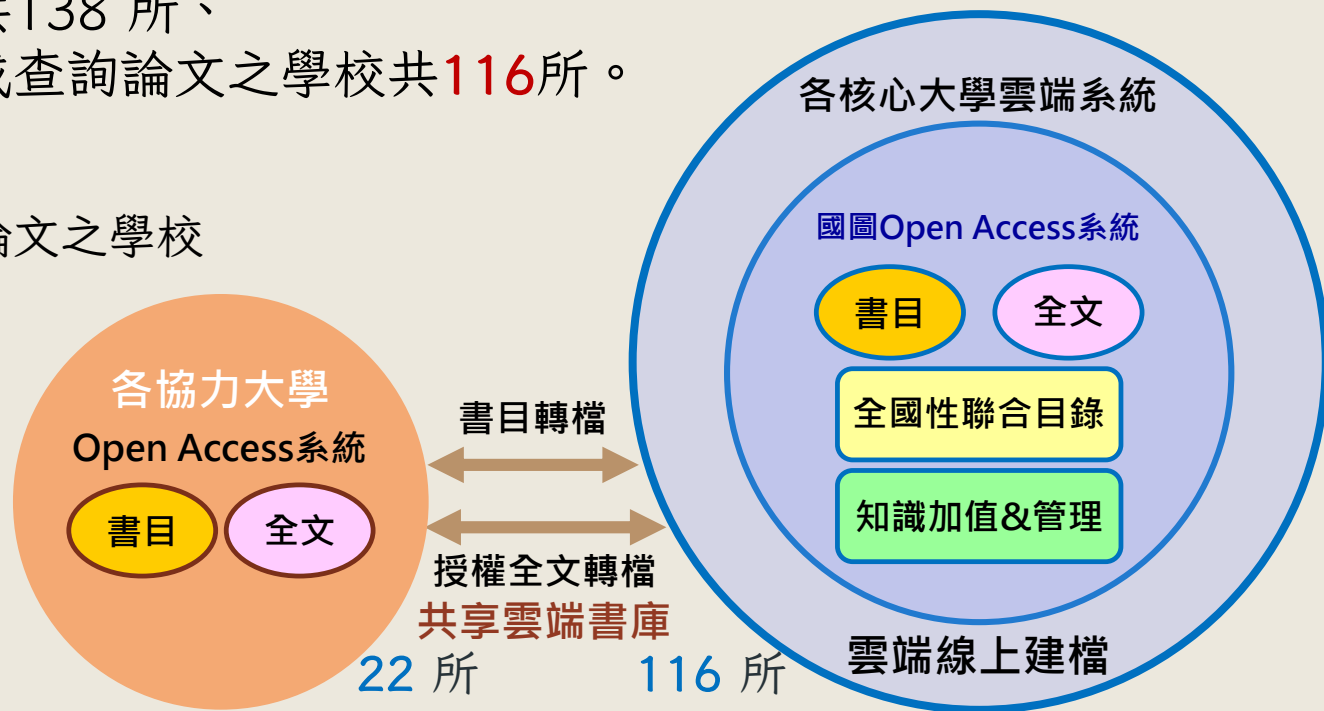 共138 所、
或查詢論文之學校共116所。
論文之學校
各協力大學
Open Access系統
書目
全文
書目轉檔
授權全文轉檔
共享雲端書庫
22 所
116 所
各核心大學雲端系統
國圖Open Access系統
書目
全文
全國性聯合目錄
知識加值&管理
雲端線上建檔